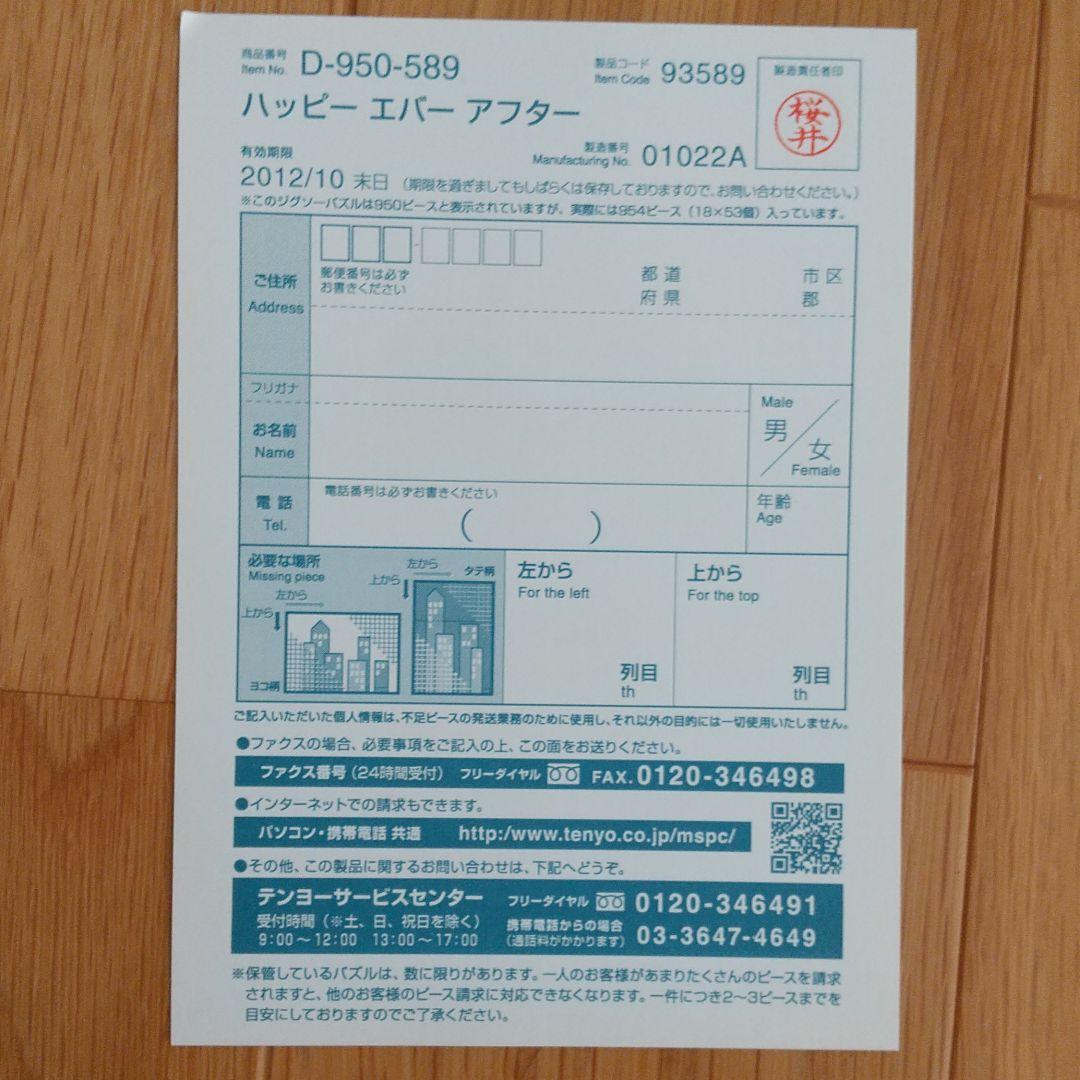 商品番号
Item No. D-950-589
製品コード
Item Code 93589
製造責任者印
桜井
ハッピー エバー アフター
製造番号
Manufacturing No. 01022A
有効期限
2012/10 末日 (期限を過ぎましてもしばらくは保存しておりますので、お問い合わせください。)
※このジグソーパズルは950ピースと表示されていますが、実際には954ピース(18×53個)入っています。
ご住所
Address
郵便番号は必ず
お書きください
都道
府県
市区
郡
フリガナ
お名前
Name
Male
男
女
Female
電話
Tel.
電話番号は必ずお書きください
( )
年齢
Age
必要な場所
Missing piece
左から
上から
ヨコ柄
左から
上から
タテ柄
左から
For the left
列目
th
上から
For the top
列目
th
ご記入いただいた個人情報は、不足ピースの発送業務のために使用し、それ以外の目的には一切使用いたしません。
●ファクスの場合、必要事項をご記入の上、この面をお送りください。
ファクス番号(24時間受付) フリーダイヤル FAX.0120-346498
●インターネットでの請求もできます。
パソコン・携帯電話 共通 http:/www.tenyo.co.jp/mspc/
●その他、この製品に関するお問い合わせは、下記へどうぞ。
テンヨーサービスセンター
受付時間(※土、日、祝日を除く)
9:00～12:00 13:00～17:00
フリーダイヤル 0120-346491
携帯電話からの場合
(通話料がかかります) 03-3647-4649
※保管しているパズルは、数に限りがあります。一人のお客様があまりたくさんのピースを請求
されますと、他のお客様のピース請求に対応できなくなります。一件につき2～3ピースまでを
目安にしておりますのでご了承ください。